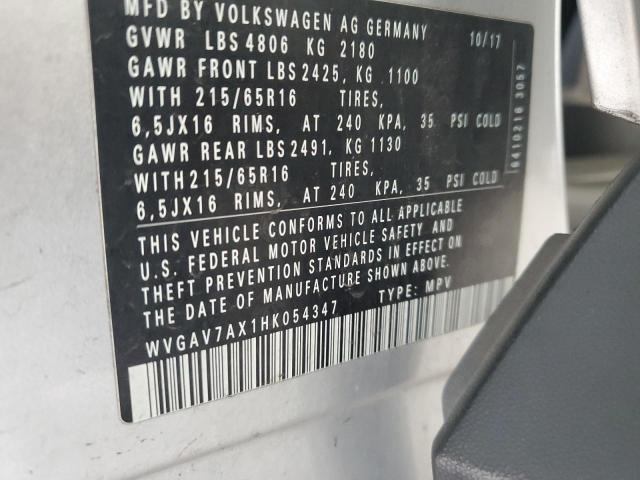 MFD BY VOLKSWAGEN AG GERMANY 10/17
GVWR LBS 4806 KG 2180
GAWR FRONT LBS 2425, KG 1100
WITH 215/65R16 TIRES,
6,5JX16 RIMS, AT 240 KPA, 35 PSI COLD
GAWR REAR LBS 2491, KG 1130
WITH 215/65R16 TIRES,
6,5JX16 RIMS, AT 240 KPA, 35 PSI COLD
THIS VEHICLE CONFORMS TO ALL APPLICABLE
U.S. FEDERAL MOTOR VEHICLE SAFETY AND
THEFT PREVENTION STANDARDS IN EFFECT ON
THE DATE OF MANUFACTURE SHOWN ABOVE.
WVGAV7AX1HK054347 TYPE: MPV
6410216 3057